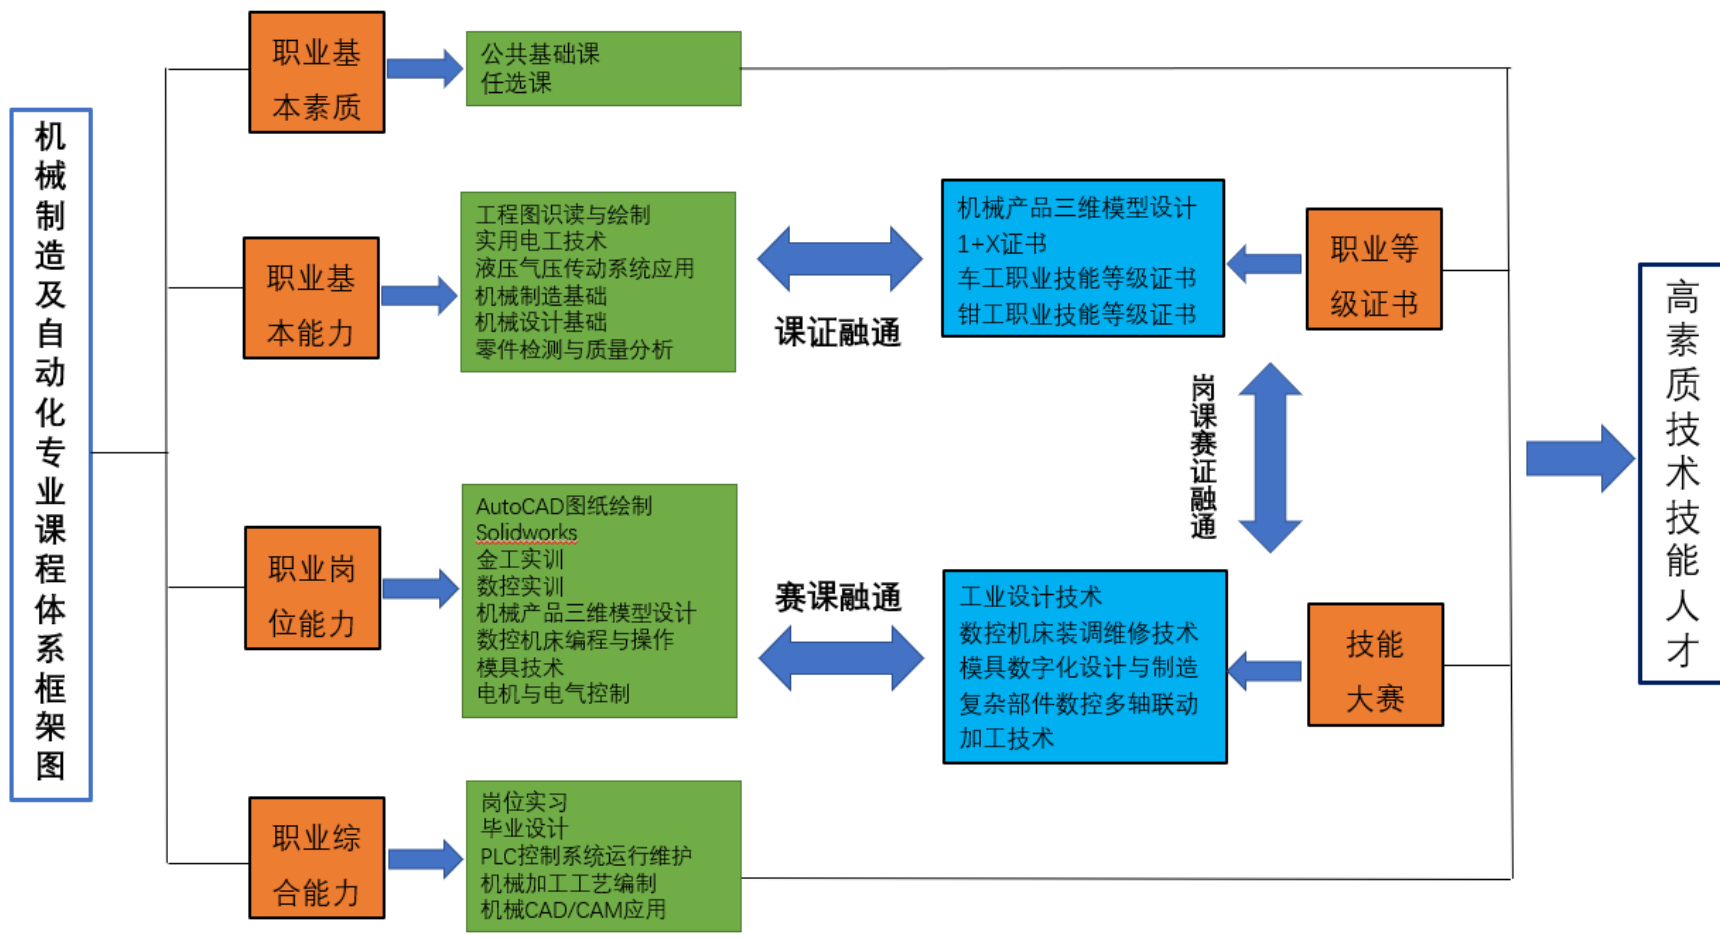 机械制造及自动化专业课程体系框架图
职业基
本素质
公共基础课
任选课
职业基
本能力
工程图识读与绘制
实用电工技术
液压气压传动系统应用
机械制造基础
机械设计基础
零件检测与质量分析
课证融通
机械产品三维模型设计
1+X证书
车工职业技能等级证书
钳工职业技能等级证书
职业等
级证书
岗课赛证融通
职业岗
位能力
AutoCAD图纸绘制
Solidworks
金工实训
数控实训
机械产品三维模型设计
数控机床编程与操作
模具技术
电机与电气控制
赛课融通
工业设计技术
数控机床装调维修技术
模具数字化设计与制造
复杂部件数控多轴联动
加工技术
技能
大赛
职业综
合能力
岗位实习
毕业设计
PLC控制系统运行维护
机械加工工艺编制
机械CAD/CAM应用
高素质技术技能人才